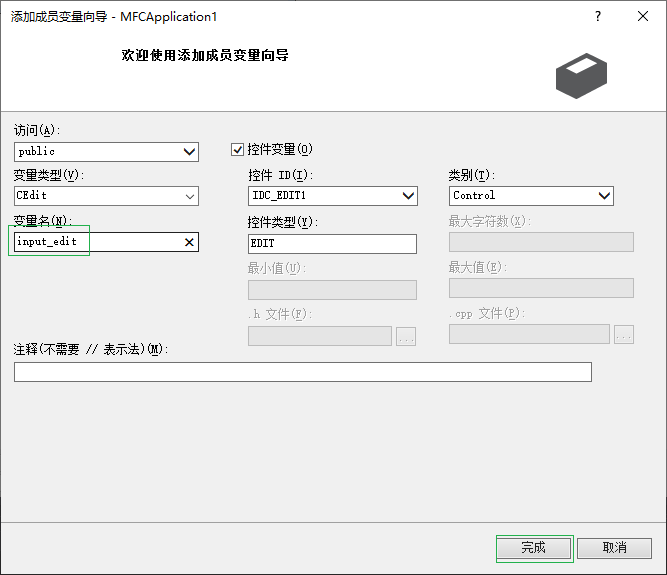 添加成员变量向导 - MFCApplication1
欢迎使用添加成员变量向导
访问(A):
public
控件变量(O)
变量类型(V):
控件 ID(I):
类别(T):
CEdit
IDC_EDIT1
Control
变量名(N):
控件类型(Y):
最大字符数(X):
input_edit
EDIT
最小值(U):
最大值(E):
.h 文件(F):
.cpp 文件(P):
...
...
注释(不需要 // 表示法)(M):
完成
取消